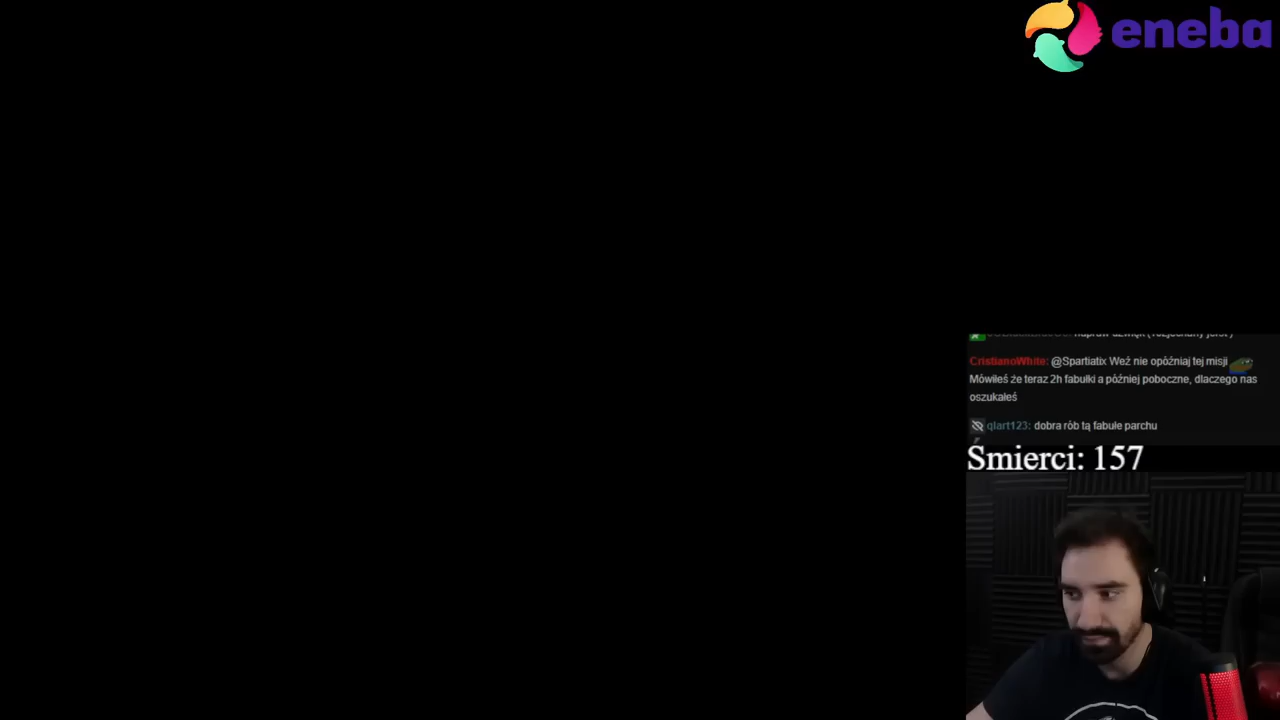 eneba
CristianoWhite: @Spartiatix Weź nie opóźniaj tej misji
Mówiłeś że teraz 2h fabułki a później poboczne, dlaczego nas
oszukałeś
qlart123: dobra rób tą fabułe parchu
Śmierci: 157